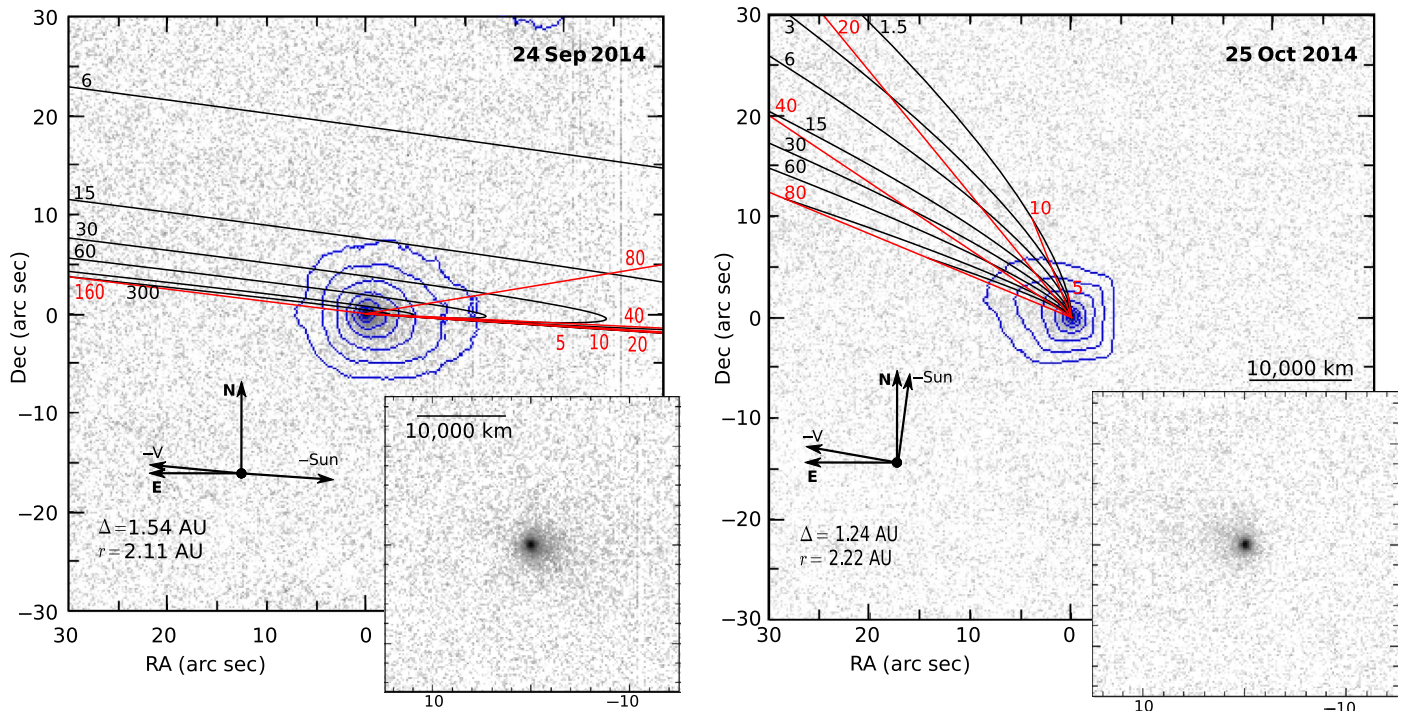 24 Sep 2014
30
20
10
0
−10
−20
−30
Dec (arc sec)
6
15
30
60
160
300
80
40
5 10 20
N
−V
E
−Sun
Δ = 1.54 AU
r = 2.11 AU
10,000 km
30 20 10 0
RA (arc sec)
10 −10
25 Oct 2014
30
20
10
0
−10
−20
−30
Dec (arc sec)
3
20
1.5
6
40
15
30
60
80
10
5
10,000 km
N
−Sun
−V
E
Δ = 1.24 AU
r = 2.22 AU
30 20 10 0
RA (arc sec)
10 −10